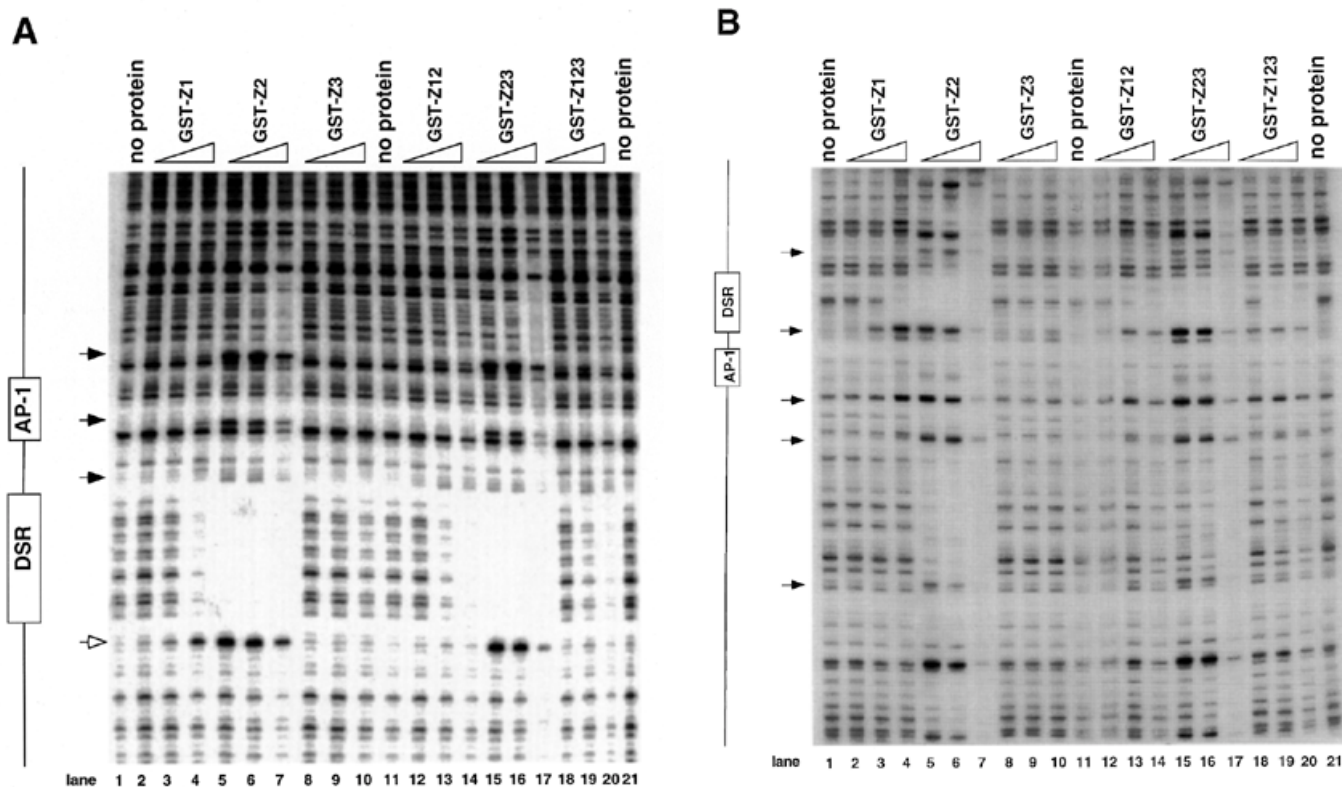 A
no protein
GST-Z1
GST-Z2
GST-Z3
no protein
GST-Z12
GST-Z23
GST-Z123
no protein
AP-1
DSR
lane 1 2 3 4 5 6 7 8 9 10 11 12 13 14 15 16 17 18 19 20 21
B
no protein
GST-Z1
GST-Z2
GST-Z3
no protein
GST-Z12
GST-Z23
GST-Z123
no protein
DSR
AP-1
lane 1 2 3 4 5 6 7 8 9 10 11 12 13 14 15 16 17 18 19 20 21